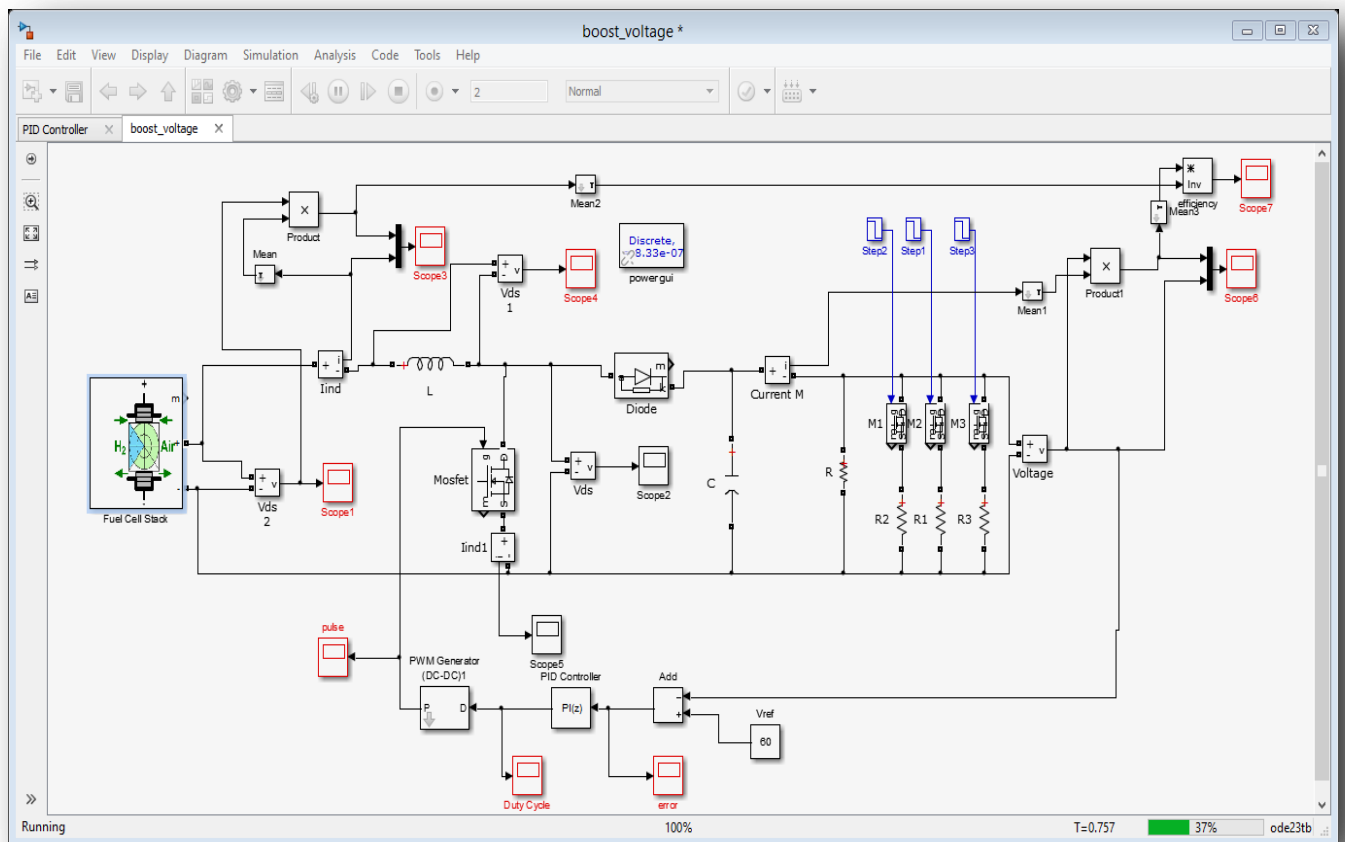 boost_voltage *
File Edit View Display Diagram Simulation Analysis Code Tools Help
2
Normal
PID Controller
boost_voltage
Product
Mean
Scope3
Vds
1
Scope4
Mean2
Discrete,
8.33e-07
powergui
Step2
Step1
Step3
Inv
efficiency
Mean3
Scope7
Product1
Mean1
Scope6
Iind
L
Diode
Current M
m
H2
Air
Fuel Cell Stack
Vds
2
Scope1
Mosfet
Iind1
Vds
Scope2
C
R
M1
M2
M3
R2
R1
R3
Voltage
pulse
Scope5
PWM Generator
(DC-DC)1
P
D
PID Controller
PI(z)
Add
Vref
60
Duty Cycle
error
Running
100%
T=0.757
37%
ode23tb